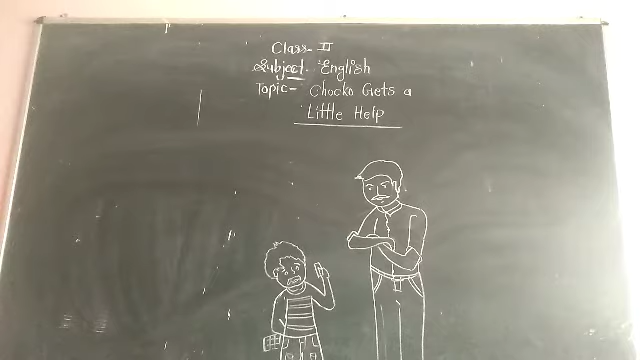 Class- II
Subject- English
Topic- Chocko Gets a
Little Help